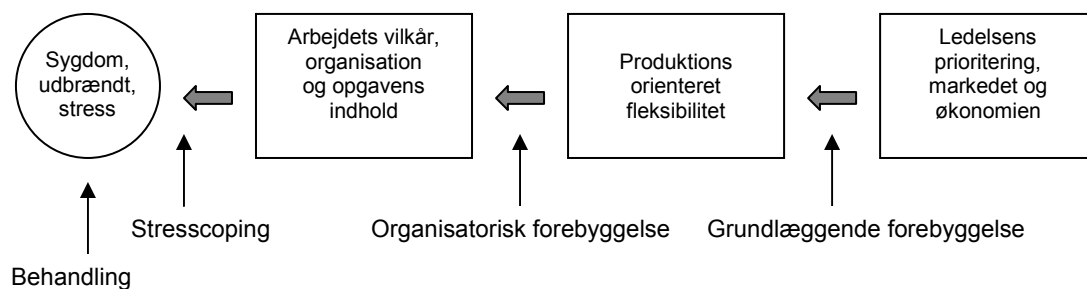 Sygdom,
udbrændt,
stress
Arbejdets vilkår,
organisation
og opgavens
indhold
Produktions
orienteret
fleksibilitet
Ledelsens
prioritering,
markedet og
økonomien
Stresscoping
Organisatorisk forebyggelse
Grundlæggende forebyggelse
Behandling